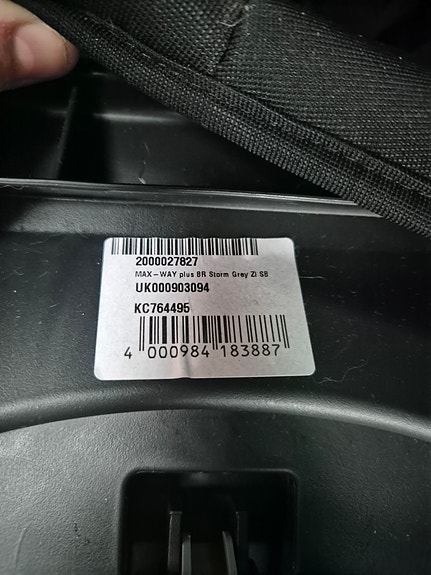 2000027827
MAX-WAY plus BR Storm Grey ZI SB
UK000903094
KC764495
4 000984 183887